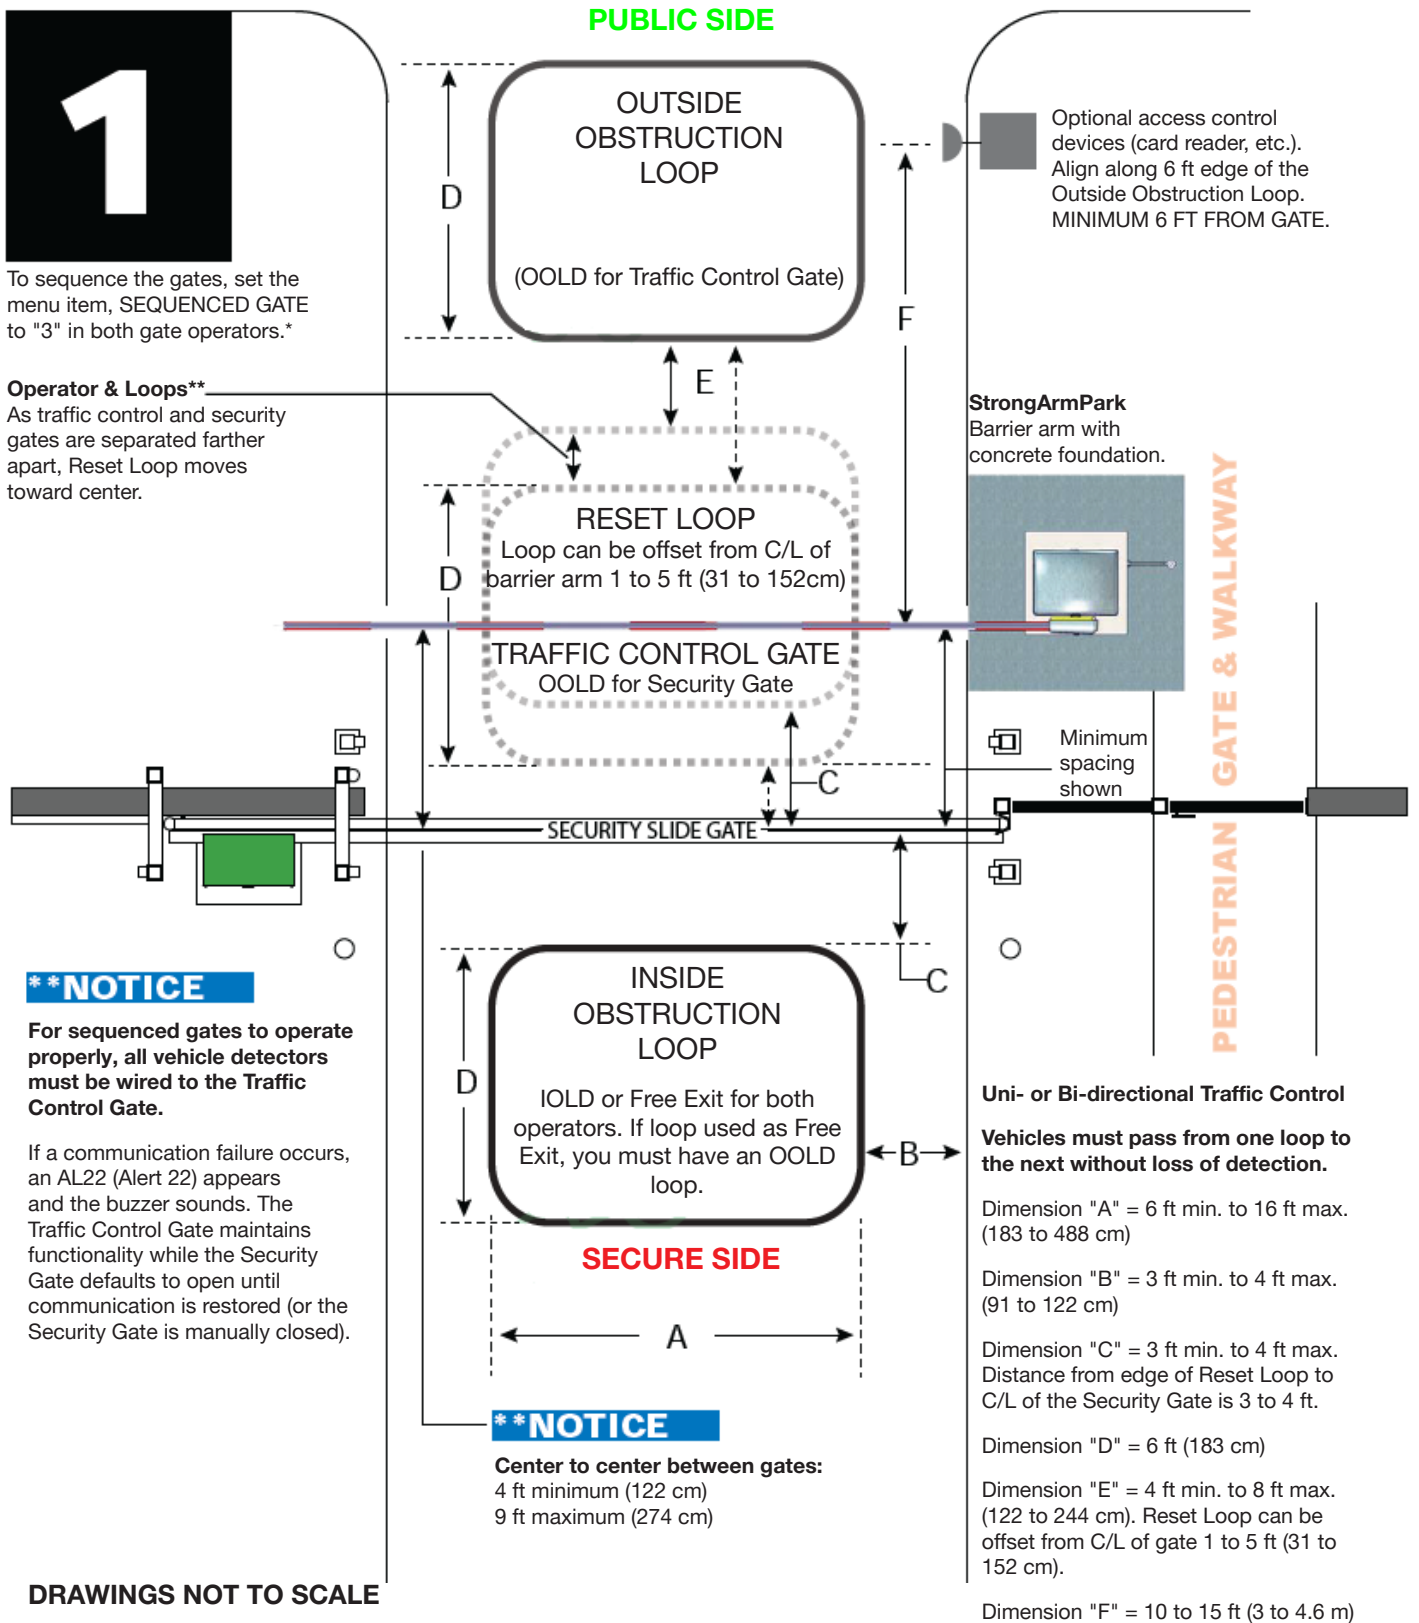 PUBLIC SIDE
1
To sequence the gates, set the
menu item, SEQUENCED GATE
to "3" in both gate operators.*
Operator & Loops**
As traffic control and security
gates are separated farther
apart, Reset Loop moves
toward center.
D
OUTSIDE
OBSTRUCTION
LOOP
(OOLD for Traffic Control Gate)
Optional access control
devices (card reader, etc.).
Align along 6 ft edge of the
Outside Obstruction Loop.
MINIMUM 6 FT FROM GATE.
F
E
StrongArmPark
Barrier arm with
concrete foundation.
D
RESET LOOP
Loop can be offset from C/L of
barrier arm 1 to 5 ft (31 to 152cm)
TRAFFIC CONTROL GATE
OOLD for Security Gate
PEDESTRIAN GATE & WALKWAY
Minimum
spacing
shown
C
SECURITY SLIDE GATE
C
**NOTICE
For sequenced gates to operate
properly, all vehicle detectors
must be wired to the Traffic
Control Gate.
If a communication failure occurs,
an AL22 (Alert 22) appears
and the buzzer sounds. The
Traffic Control Gate maintains
functionality while the Security
Gate defaults to open until
communication is restored (or the
Security Gate is manually closed).
D
INSIDE
OBSTRUCTION
LOOP
IOLD or Free Exit for both
operators. If loop used as Free
Exit, you must have an OOLD
loop.
B
SECURE SIDE
A
**NOTICE
Center to center between gates:
4 ft minimum (122 cm)
9 ft maximum (274 cm)
Uni- or Bi-directional Traffic Control
Vehicles must pass from one loop to
the next without loss of detection.
Dimension "A" = 6 ft min. to 16 ft max.
(183 to 488 cm)
Dimension "B" = 3 ft min. to 4 ft max.
(91 to 122 cm)
Dimension "C" = 3 ft min. to 4 ft max.
Distance from edge of Reset Loop to
C/L of the Security Gate is 3 to 4 ft.
Dimension "D" = 6 ft (183 cm)
Dimension "E" = 4 ft min. to 8 ft max.
(122 to 244 cm). Reset Loop can be
offset from C/L of gate 1 to 5 ft (31 to
152 cm).
Dimension "F" = 10 to 15 ft (3 to 4.6 m)
DRAWINGS NOT TO SCALE